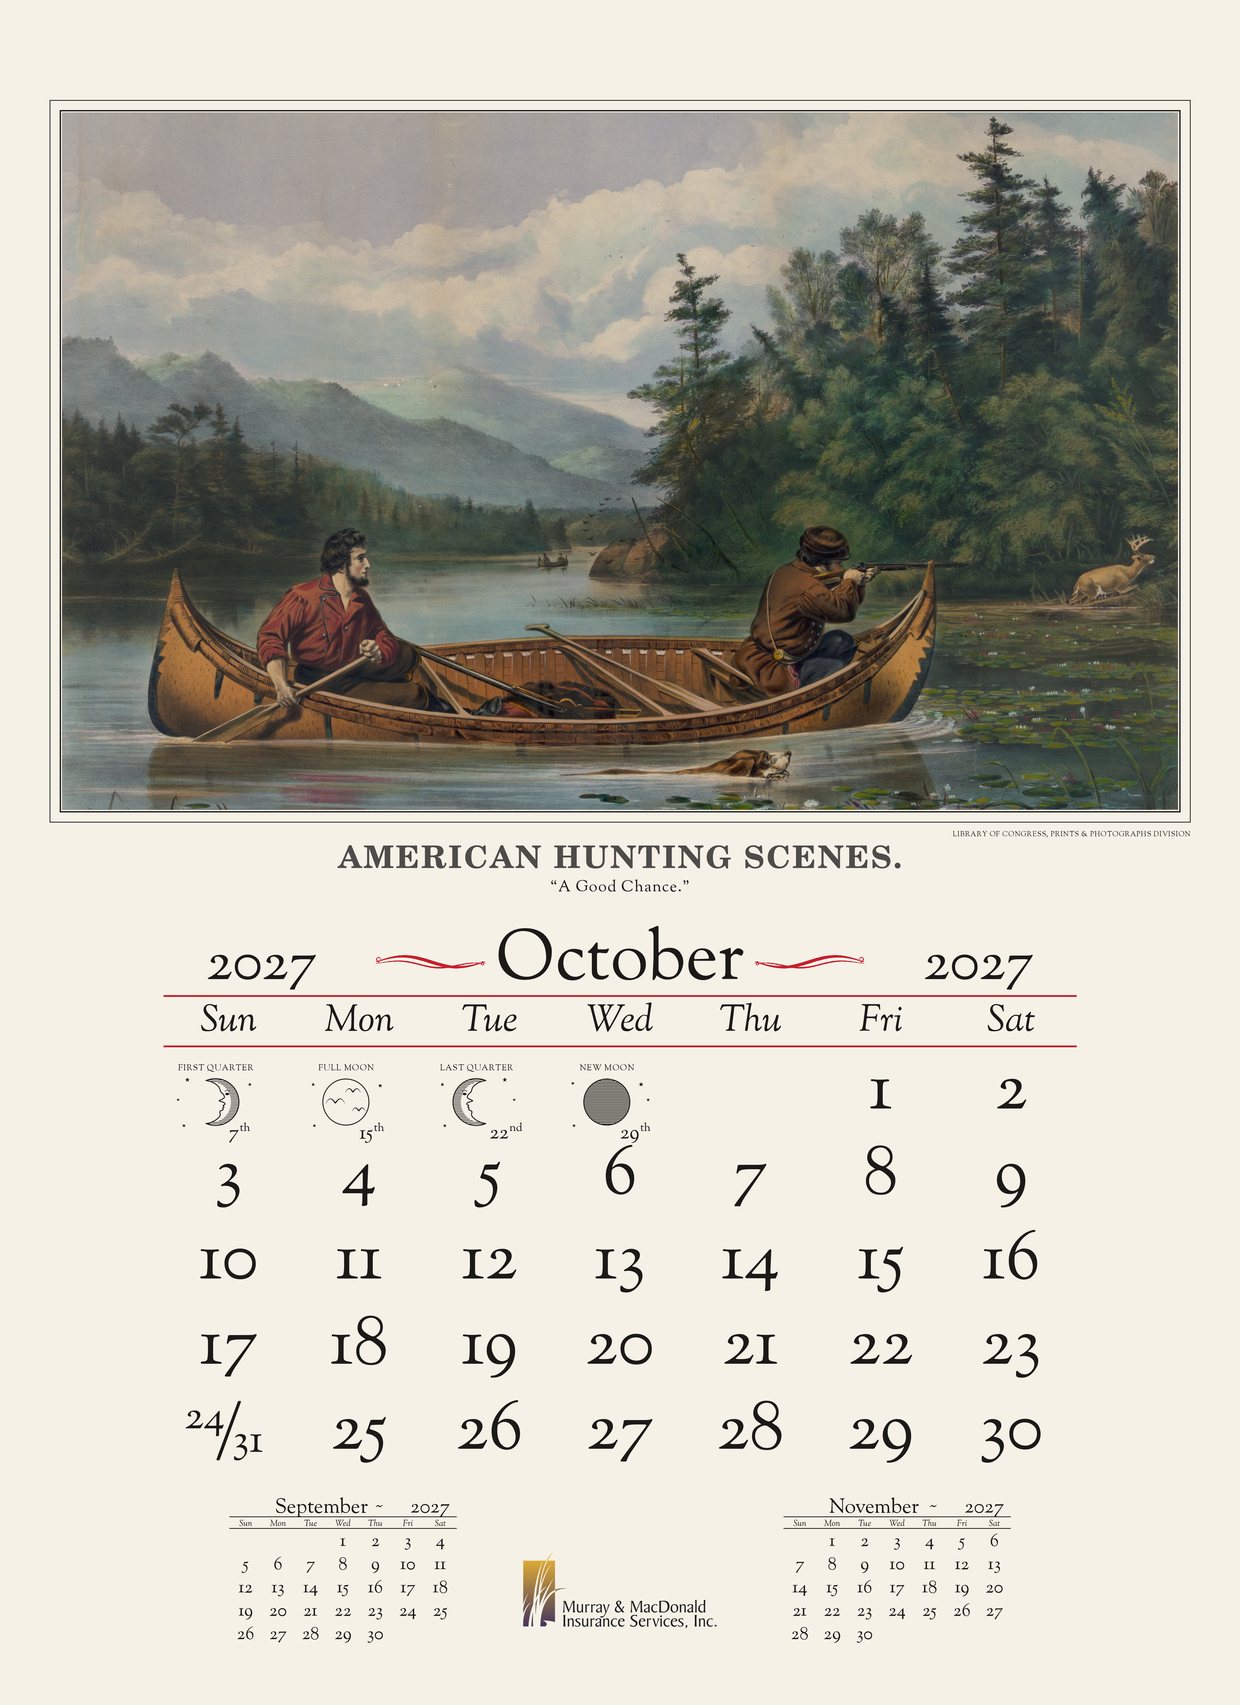 LIBRARY OF CONGRESS, PRINTS & PHOTOGRAPHS DIVISION
AMERICAN HUNTING SCENES.
“A Good Chance.”
2027 October 2027
Sun Mon Tue Wed Thu Fri Sat
FIRST QUARTER FULL MOON LAST QUARTER NEW MOON
7th 15th 22nd 29th
1 2
3 4 5 6 7 8 9
10 11 12 13 14 15 16
17 18 19 20 21 22 23
24/31 25 26 27 28 29 30
September ~ 2027
Sun Mon Tue Wed Thu Fri Sat
1 2 3 4
5 6 7 8 9 10 11
12 13 14 15 16 17 18
19 20 21 22 23 24 25
26 27 28 29 30
Murray & MacDonald
Insurance Services, Inc.
November ~ 2027
Sun Mon Tue Wed Thu Fri Sat
1 2 3 4 5 6
7 8 9 10 11 12 13
14 15 16 17 18 19 20
21 22 23 24 25 26 27
28 29 30